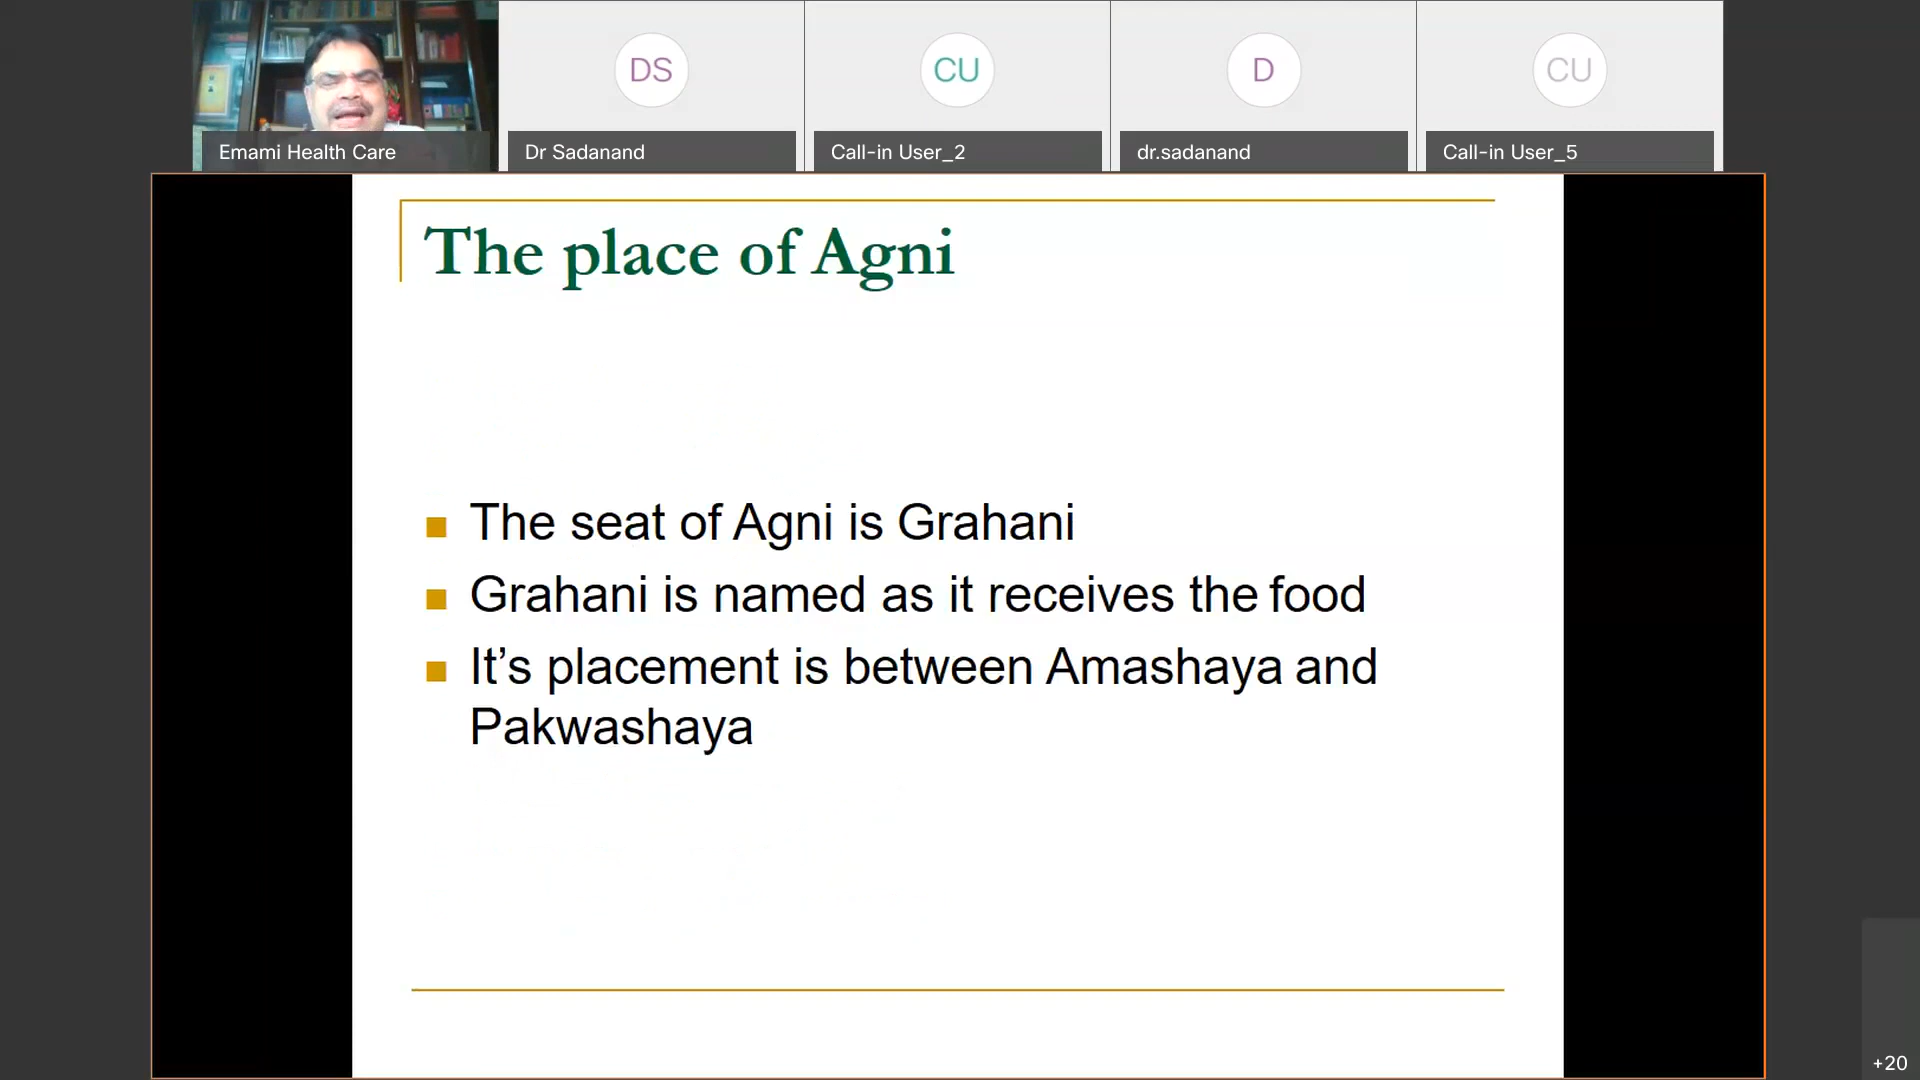 DS
CU
D
CU
Emami Health Care
Dr Sadanand
Call-in User_2
dr.sadanand
Call-in User_5
The place of Agni
The seat of Agni is Grahani
Grahani is named as it receives the food
It’s placement is between Amashaya and
Pakwashaya
+20